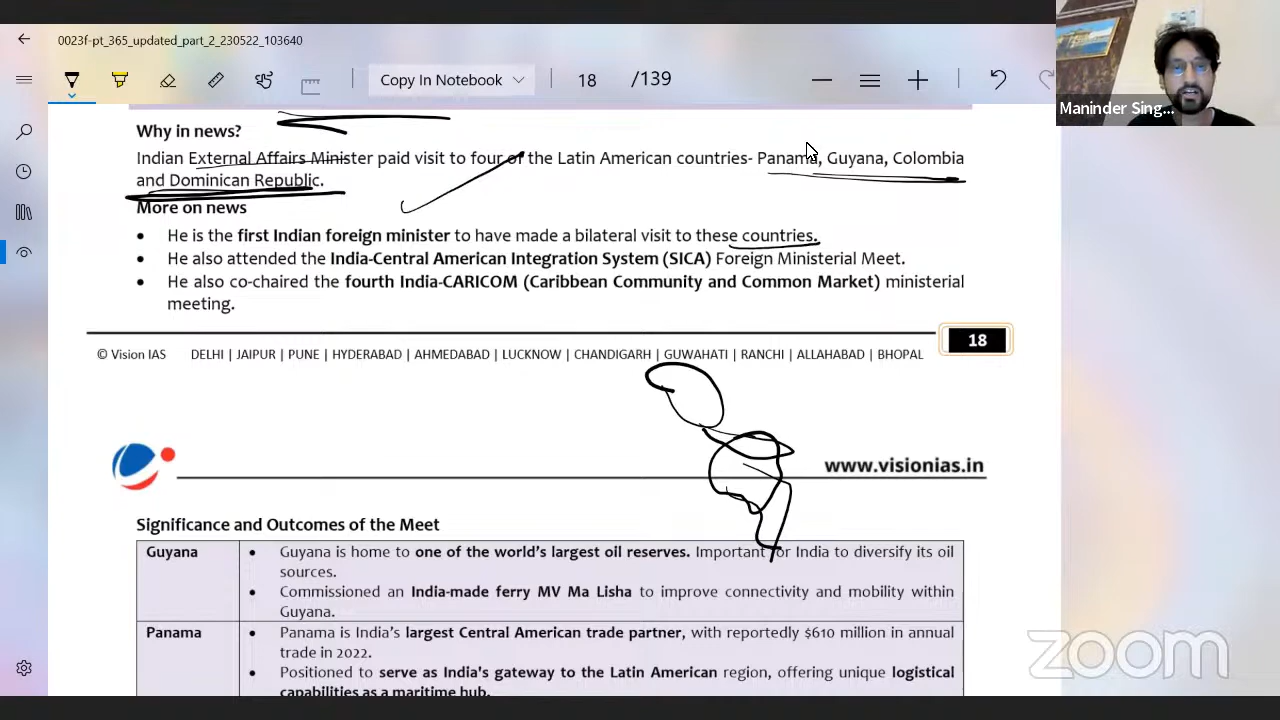 0023f-pt_365_updated_part_2_230522_103640
Copy In Notebook
18 /139
Maninder Sing...
Why in news?
Indian External Affairs Minister paid visit to four of the Latin American countries- Panama, Guyana, Colombia
and Dominican Republic.
More on news
• He is the first Indian foreign minister to have made a bilateral visit to these countries.
• He also attended the India-Central American Integration System (SICA) Foreign Ministerial Meet.
• He also co-chaired the fourth India-CARICOM (Caribbean Community and Common Market) ministerial
meeting.
© Vision IAS DELHI | JAIPUR | PUNE | HYDERABAD | AHMEDABAD | LUCKNOW | CHANDIGARH | GUWAHATI | RANCHI | ALLAHABAD | BHOPAL
18
www.visionias.in
Significance and Outcomes of the Meet
Guyana • Guyana is home to one of the world's largest oil reserves. Important for India to diversify its oil
sources.
• Commissioned an India-made ferry MV Ma Lisha to improve connectivity and mobility within
Guyana.
Panama • Panama is India's largest Central American trade partner, with reportedly $610 million in annual
trade in 2022.
• Positioned to serve as India's gateway to the Latin American region, offering unique logistical
capabilities as a maritime hub.
zoom